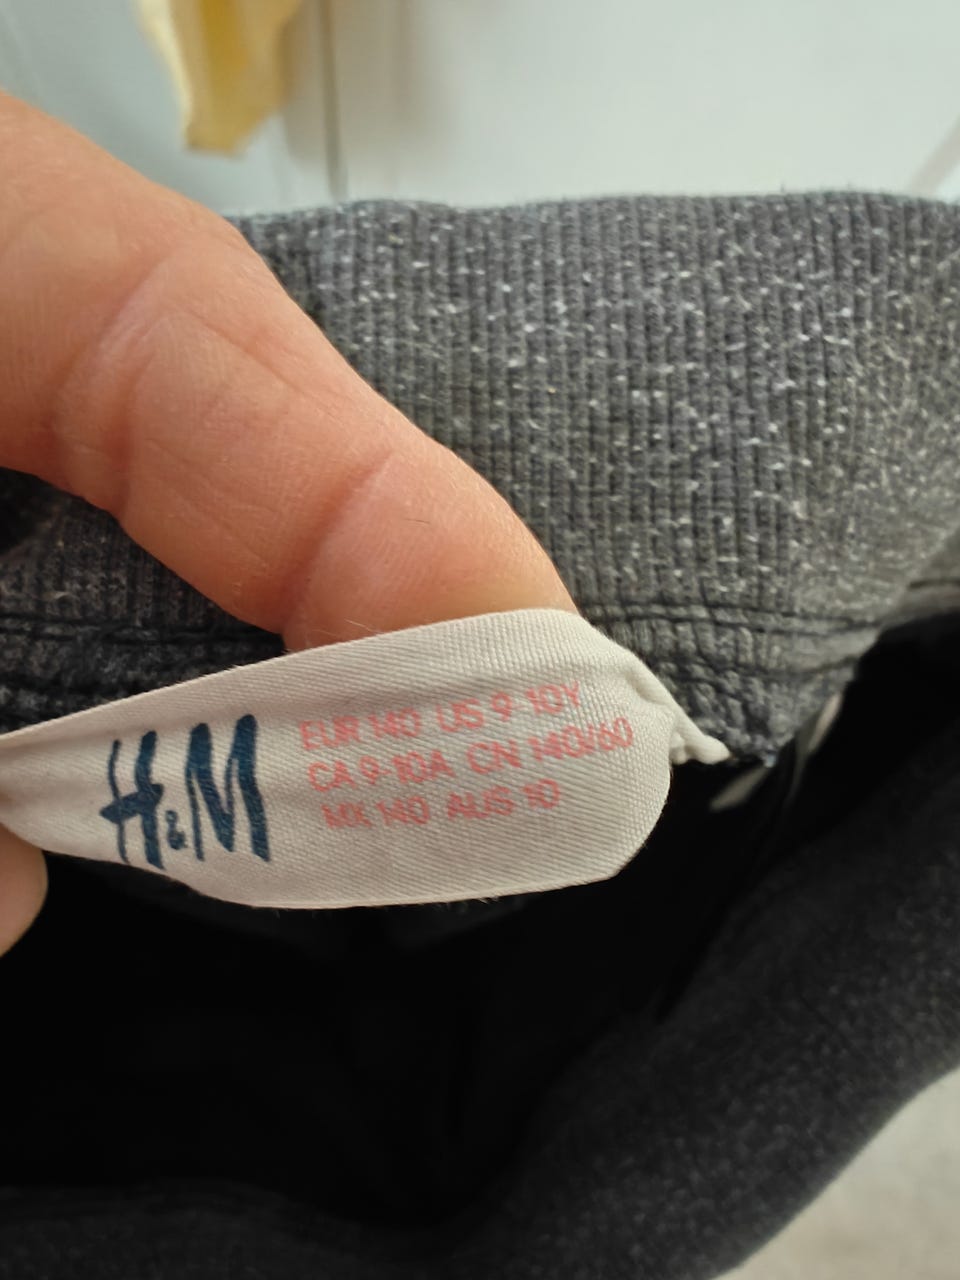 H&M
EUR 140 US 9-10Y
CA 9-10A CN 140/60
MX 140 AUS 10